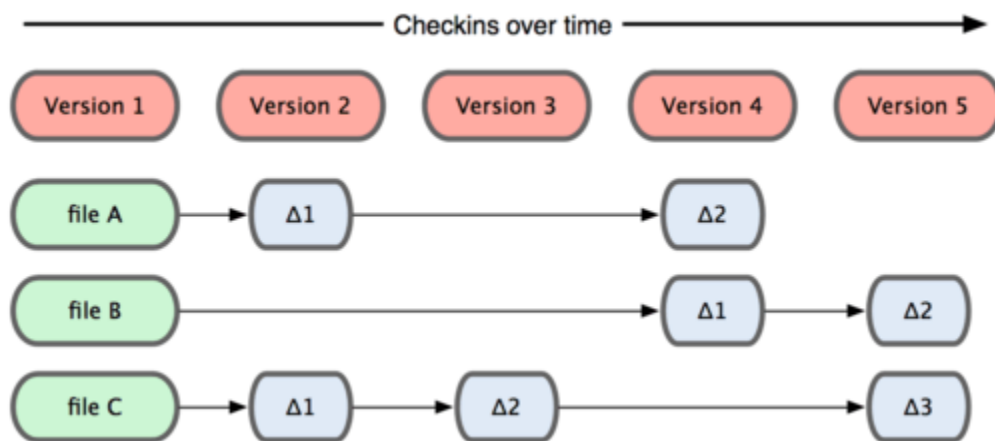 Checkins over time
Version 1 Version 2 Version 3 Version 4 Version 5
file A Δ1 Δ2
file B Δ1 Δ2
file C Δ1 Δ2 Δ3